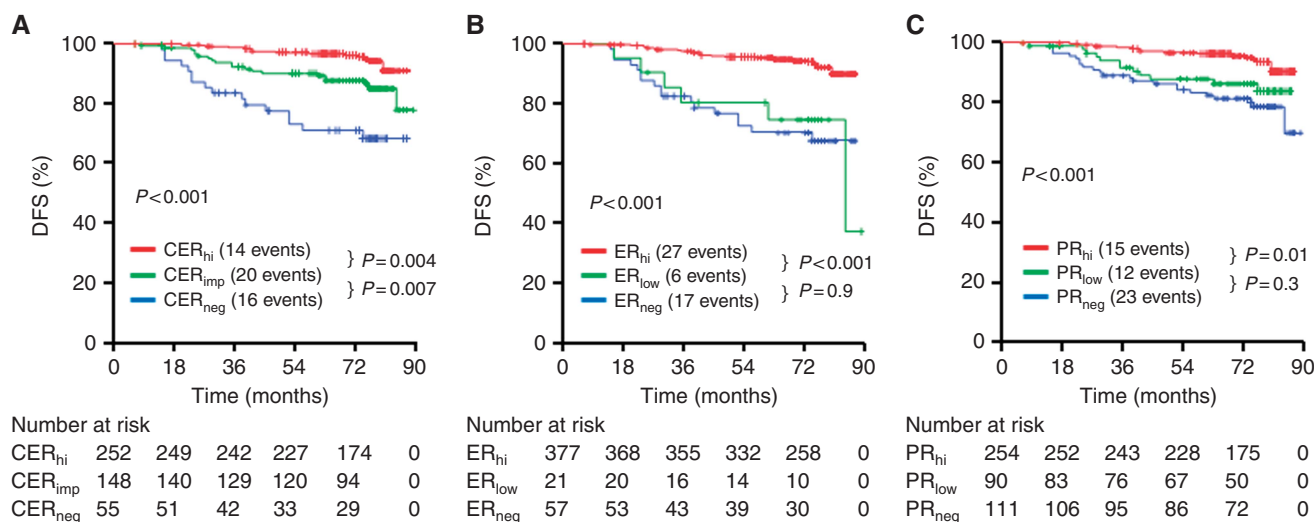 A
DFS (%)
100
80
60
40
20
0
P<0.001
CERhi (14 events)
CERimp (20 events)
CERneg (16 events)
} P=0.004
} P=0.007
0 18 36 54 72 90
Time (months)
Number at risk
CERhi 252 249 242 227 174 0
CERimp 148 140 129 120 94 0
CERneg 55 51 42 33 29 0
B
DFS (%)
100
80
60
40
20
0
P<0.001
ERhi (27 events)
ERlow (6 events)
ERneg (17 events)
} P<0.001
} P=0.9
0 18 36 54 72 90
Time (months)
Number at risk
ERhi 377 368 355 332 258 0
ERlow 21 20 16 14 10 0
ERneg 57 53 43 39 30 0
C
DFS (%)
100
80
60
40
20
0
P<0.001
PRhi (15 events)
PRlow (12 events)
PRneg (23 events)
} P=0.01
} P=0.3
0 18 36 54 72 90
Time (months)
Number at risk
PRhi 254 252 243 228 175 0
PRlow 90 83 76 67 50 0
PRneg 111 106 95 86 72 0